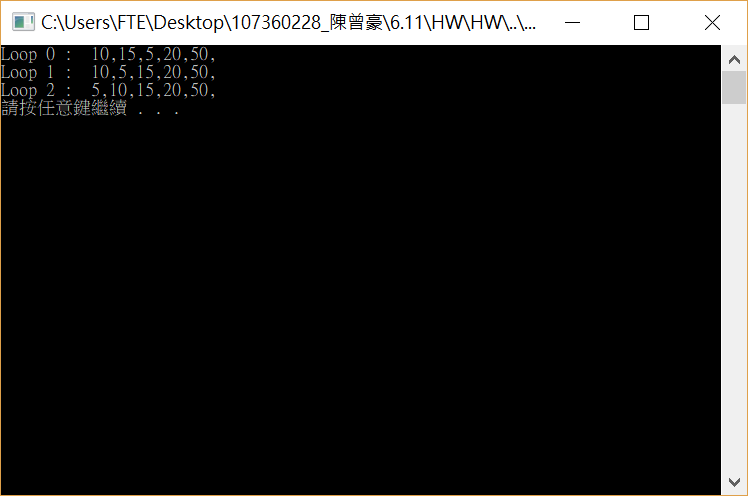 C:\Users\FTE\Desktop\107360228_陳曾豪\6.11\HW\HW\..\...
Loop 0 :  10,15,5,20,50,
Loop 1 :  10,5,15,20,50,
Loop 2 :  5,10,15,20,50,
請按任意鍵繼續 . . .